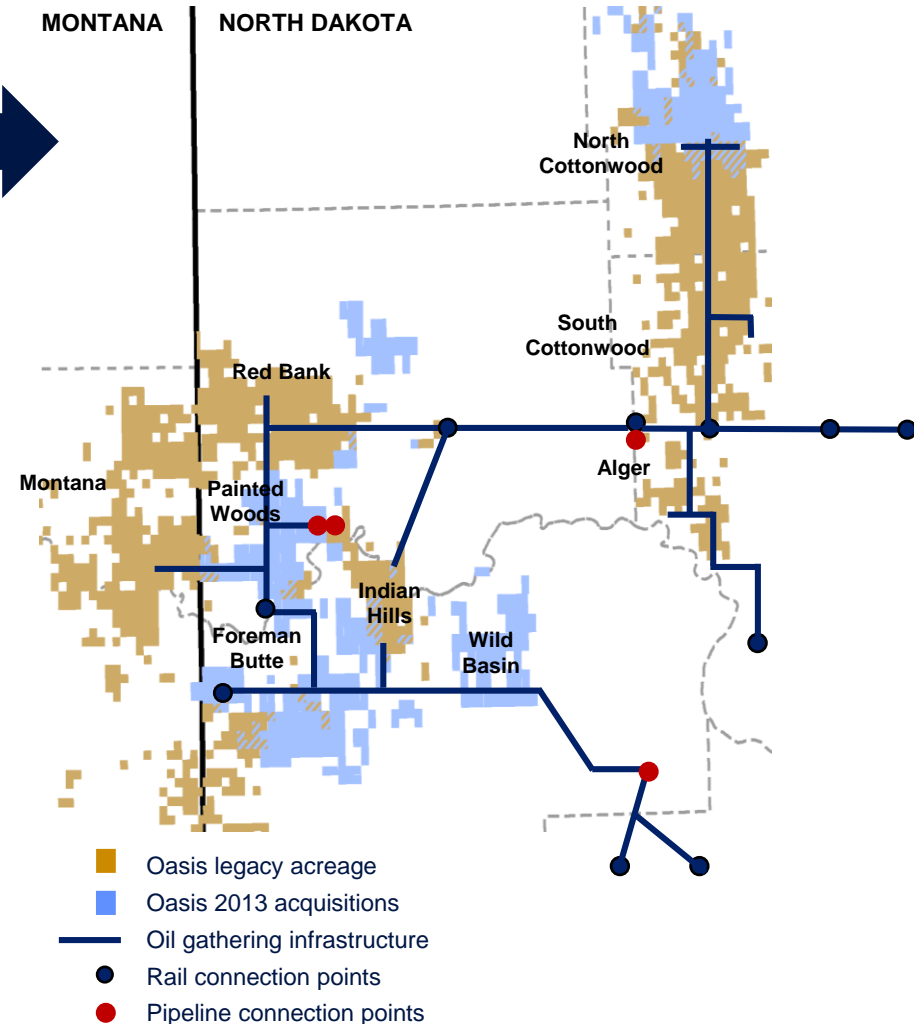 MONTANA
NORTH DAKOTA
North
Cottonwood
South
Cottonwood
Red Bank
Alger
Montana
Painted
Woods
Indian
Hills
Foreman
Butte
Wild
Basin
Oasis legacy acreage
Oasis 2013 acquisitions
Oil gathering infrastructure
Rail connection points
Pipeline connection points